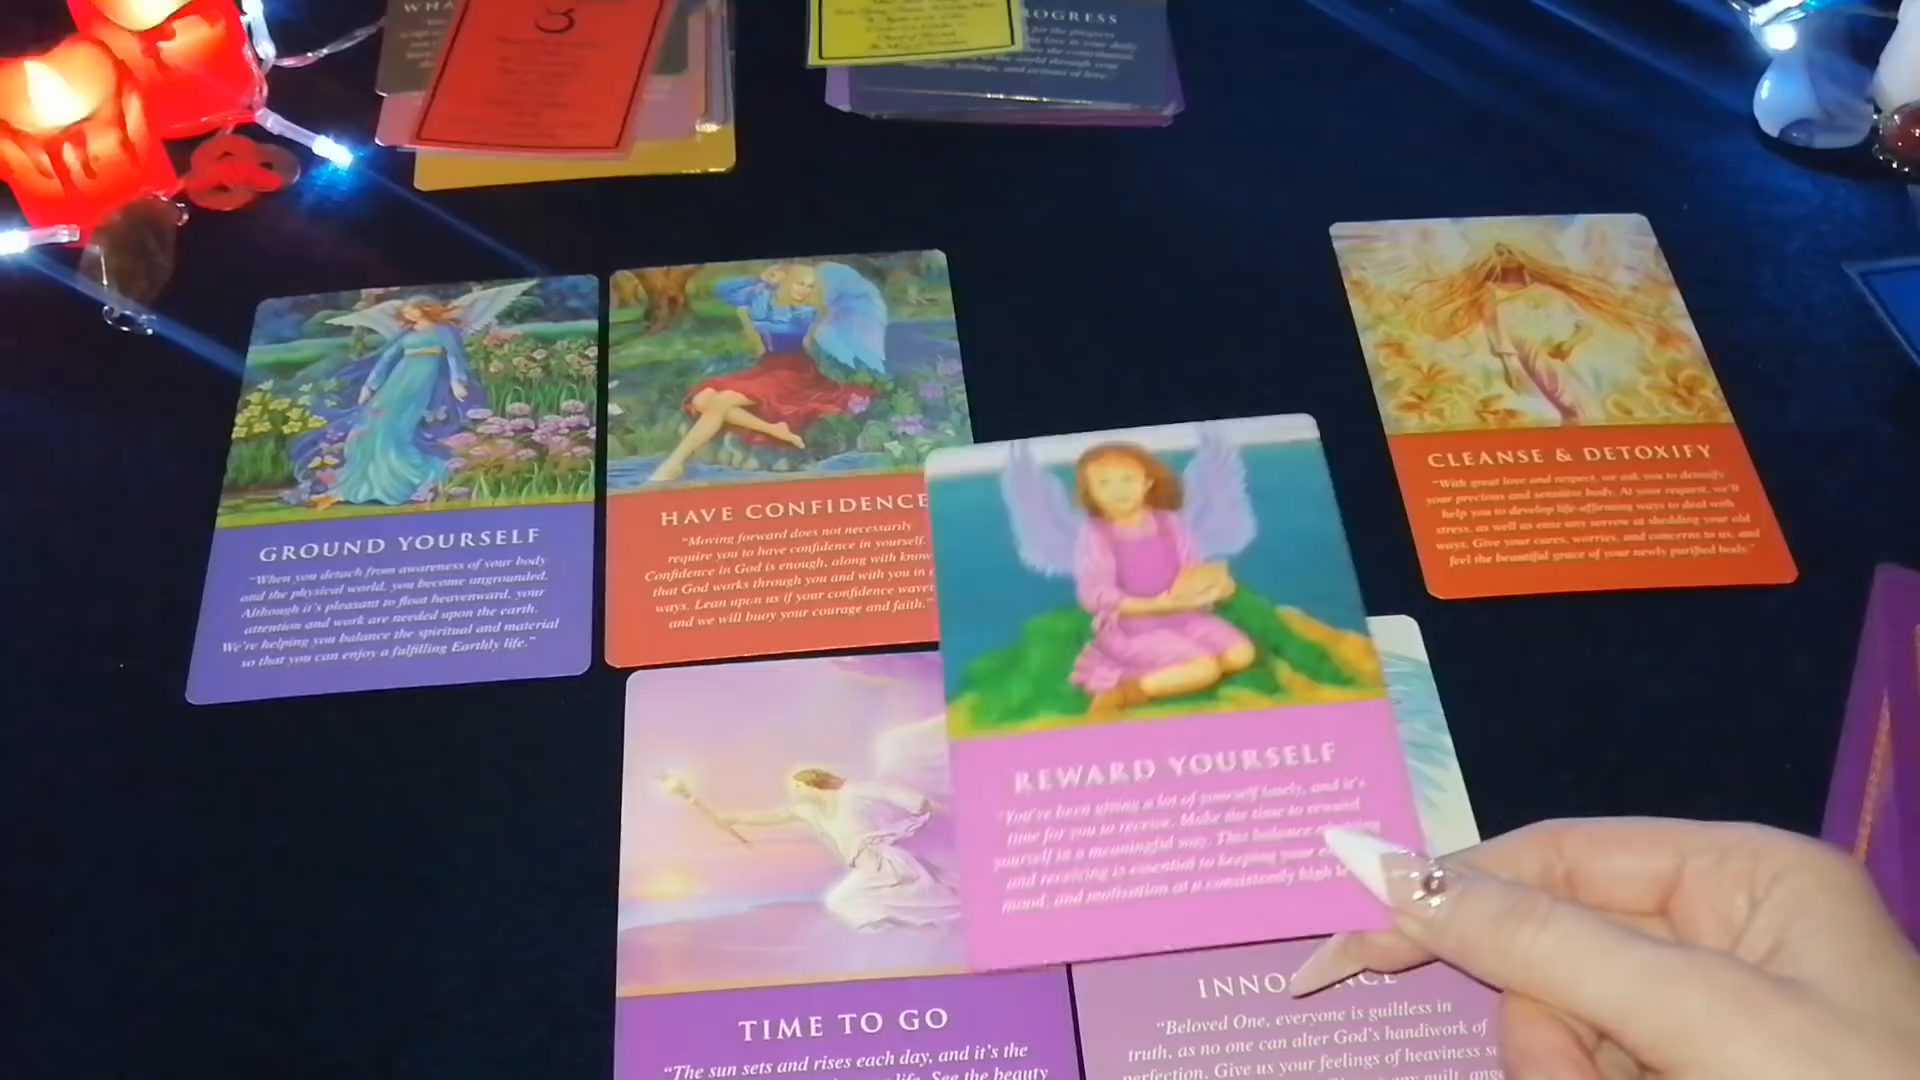 WHA
3
OGRESS
GROUND YOURSELF
"When you detach from awareness of your body
and the physical world, you become ungrounded.
Although it's pleasant to float heavenward, your
attention and work are needed upon the earth.
We're helping you balance the spiritual and material
so that you can enjoy a fulfilling Earthly life."
HAVE CONFIDENCE
"Moving forward does not necessarily
require you to have confidence in yourself.
Confidence in God is enough, along with know
that God works through you and with you in
ways. Lean upon us if your confidence waver
and we will buoy your courage and faith."
CLEANSE & DETOXIFY
"With great love and respect, we ask you to detoxify
your precious and sensitive body. At your request, we'll
help you to develop life-affirming ways to deal with
stress, as well as ease any sorrow at shedding your old
ways. Give your cares, worries, and concerns to us, and
feel the beautiful grace of your newly purified body."
REWARD YOURSELF
"You've been giving a lot of yourself lately, and it's
time for you to receive. Make the time to reward
yourself in a meaningful way. This balance
and receiving is essential to keeping your
mood, and motivation at a consistently high
TIME TO GO
"The sun sets and rises each day, and it's the
life. See the beauty
INNO CE
"Beloved One, everyone is guiltless in
truth, as no one can alter God's handiwork of
perfection. Give us your feelings of heaviness
guilt,